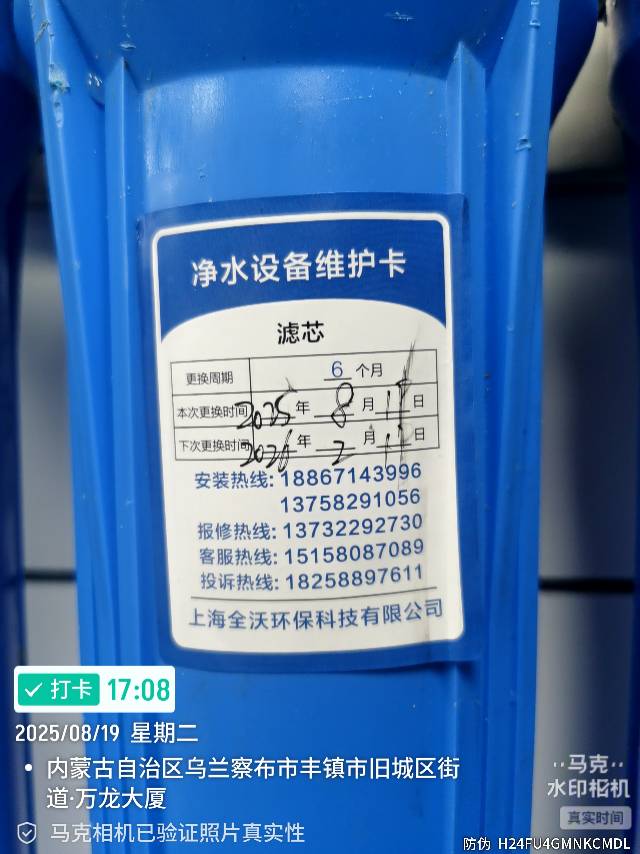 净水设备维护卡
滤芯
更换周期 6 个月
本次更换时间 2025 年 8 月 日
下次更换时间 2026 年 2 月 日
安装热线: 18867143996
13758291056
报修热线: 13732292730
客服热线: 15158087089
投诉热线: 18258897611
上海全沃环保科技有限公司
打卡 17:08
2025/08/19 星期二
内蒙古自治区乌兰察布市丰镇市旧城区街
道·万龙大厦
马克相机已验证照片真实性
马克
水印相机
真实时间
防伪 H24FU4GMNKCMDL